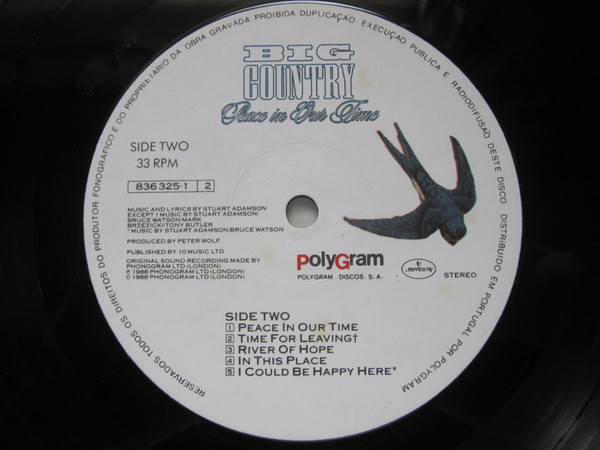 RESERVADOS TODOS OS DIREITOS DO PRODUTOR FONOGRAFICO E DO PROPRIETARIO DA OBRA GRAVADA PROIBIDA DUPLICAÇÃO, EXECUÇÃO PUBLICA E RADIODIFUSÃO DESTE DISCO DISTRIBUIDO EM PORTUGAL POR POLYGRAM
BIG
COUNTRY
Peace in Our Time
SIDE TWO
33 RPM
836 325-1 2
MUSIC AND LYRICS BY STUART ADAMSON
EXCEPT † MUSIC BY STUART ADAMSON/
BRUCE WATSON/MARK
BRZEZICKI/TONY BUTLER
* MUSIC BY STUART ADAMSON/BRUCE WATSON
PRODUCED BY PETER WOLF
PUBLISHED BY 10 MUSIC LTD
ORIGINAL SOUND RECORDING MADE BY
PHONOGRAM LTD (LONDON)
℗ 1988 PHONOGRAM LTD (LONDON)
© 1988 PHONOGRAM LTD (LONDON)
PolyGram
POLYGRAM DISCOS. S.A.
mercury
STEREO
SIDE TWO
1 PEACE IN OUR TIME
2 TIME FOR LEAVING†
3 RIVER OF HOPE
4 IN THIS PLACE
5 I COULD BE HAPPY HERE*